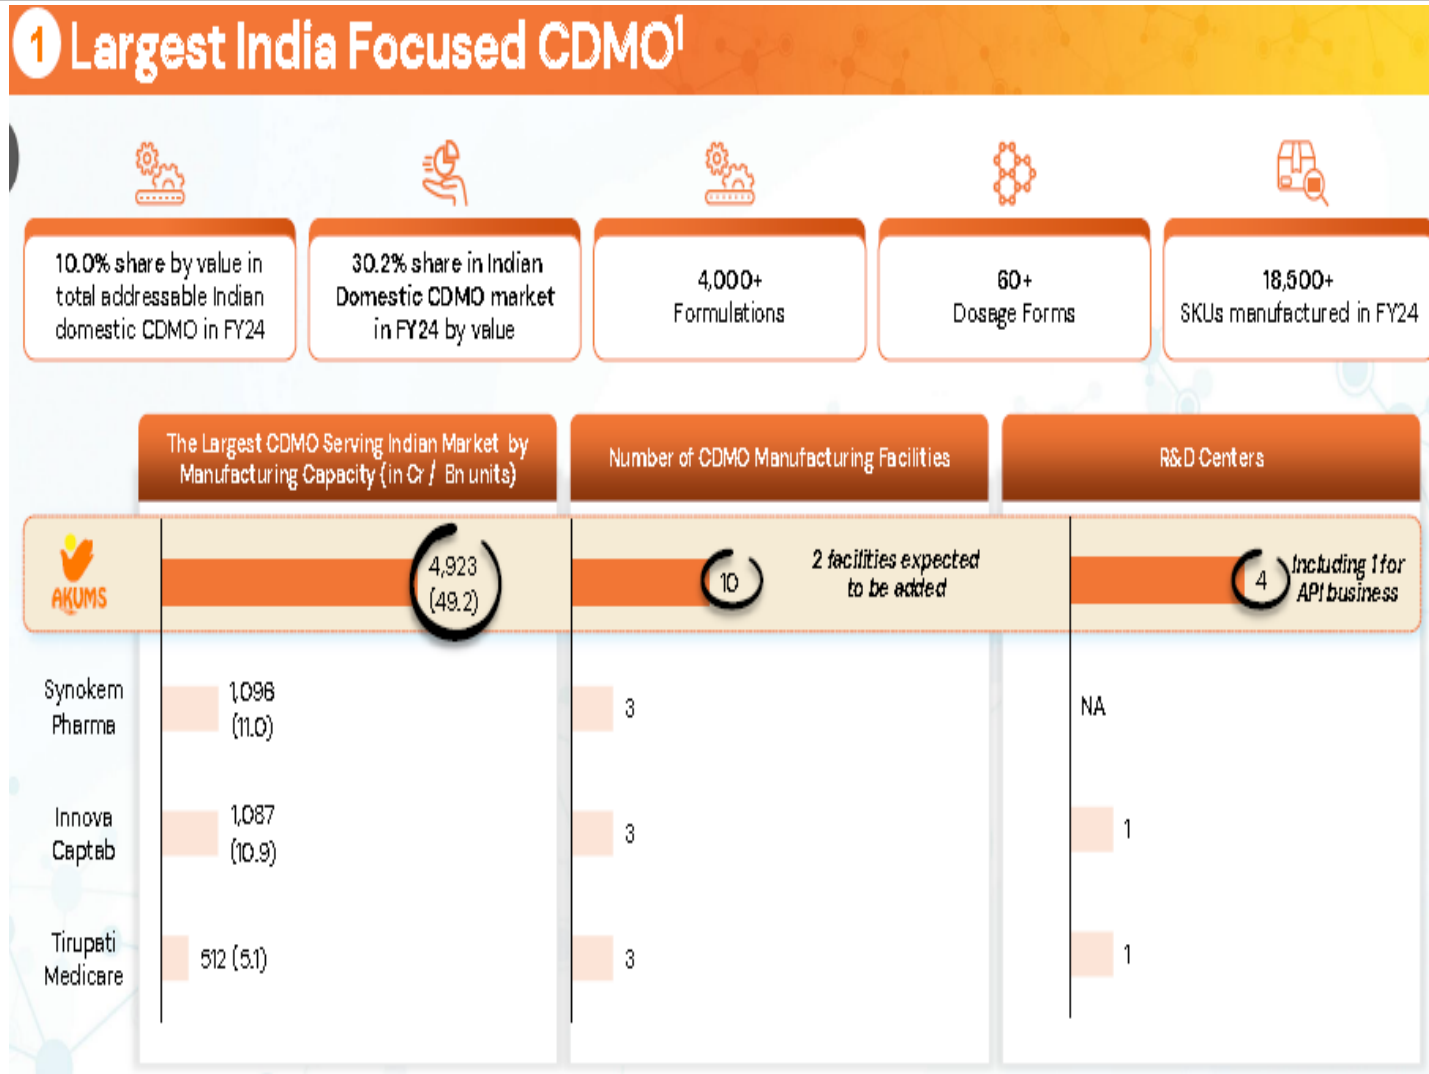 1 Largest India Focused CDMO¹
10.0% share by value in
total addressable Indian
domestic CDMO in FY24
30.2% share in Indian
Domestic CDMO market
in FY24 by value
4,000+
Formulations
60+
Dosage Forms
18,500+
SKUs manufactured in FY24
The Largest CDMO Serving Indian Market by
Manufacturing Capacity (in Cr / Bn units)
Number of CDMO Manufacturing Facilities
R&D Centers
AKUMS
4,923
(49.2)
10
2 facilities expected
to be added
4
Including 1 for
API business
Synokem
Pharma
1,096
(11.0)
3
NA
Innova
Captab
1,087
(10.9)
3
1
Tirupati
Medicare
512 (5.1)
3
1